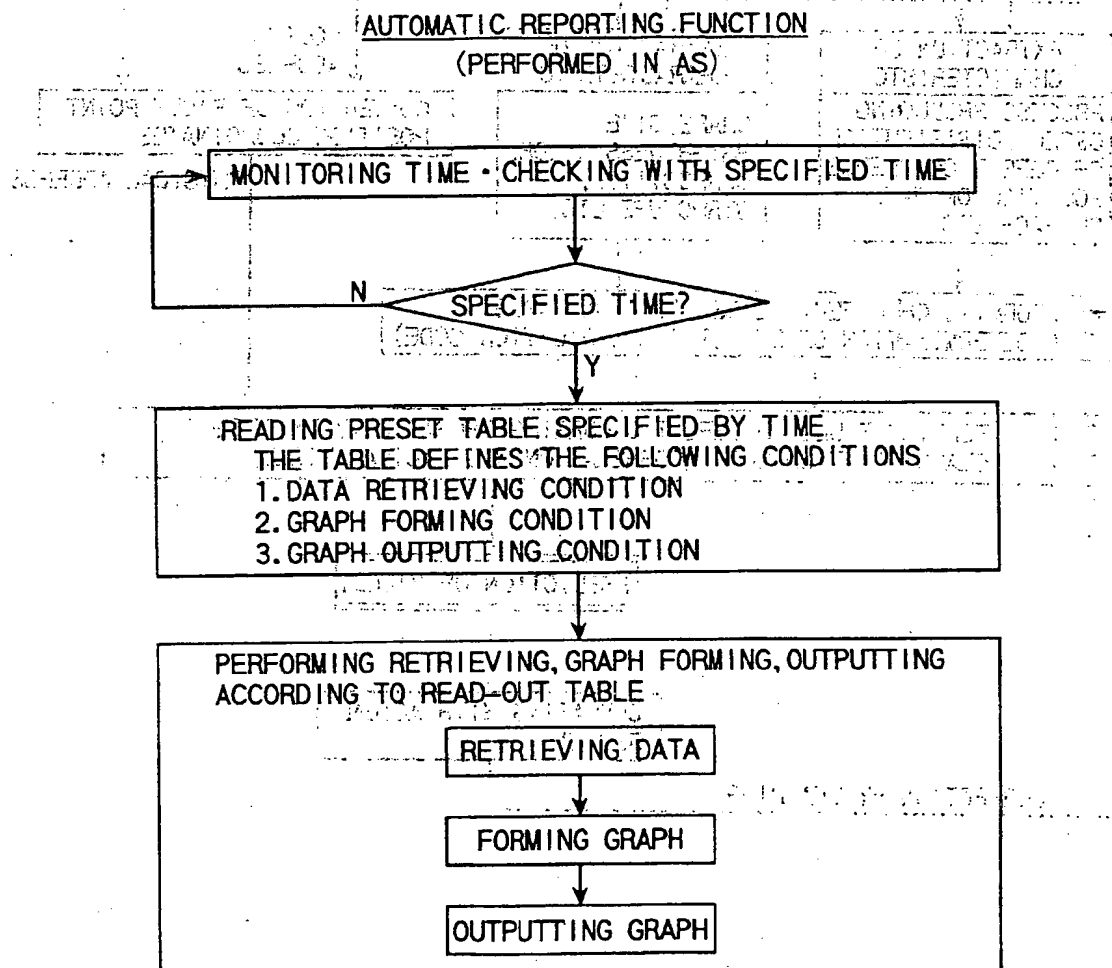 AUTOMATIC REPORTING FUNCTION
(PERFORMED IN AS)
MONITORING TIME・CHECKING WITH SPECIFIED TIME
N
SPECIFIED TIME?
Y
READING PRESET TABLE SPECIFIED BY TIME
THE TABLE DEFINES THE FOLLOWING CONDITIONS
1. DATA RETRIEVING CONDITION
2. GRAPH FORMING CONDITION
3. GRAPH OUTPUTTING CONDITION
PERFORMING RETRIEVING, GRAPH FORMING, OUTPUTTING
ACCORDING TO READ-OUT TABLE
RETRIEVING DATA
FORMING GRAPH
OUTPUTTING GRAPH